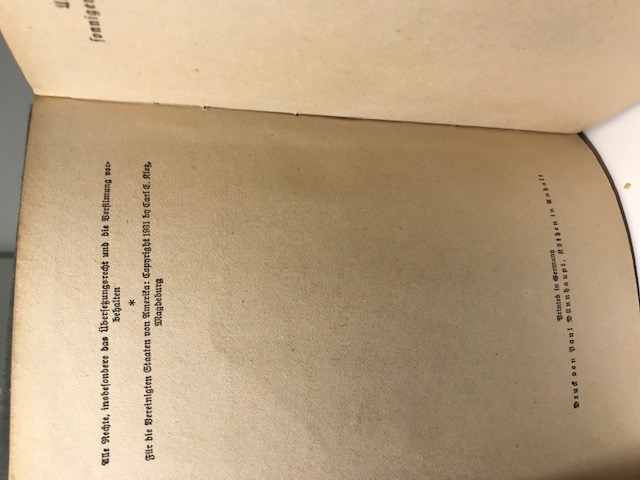 sonnigen
Alle Rechte, insbesondere das Übersetzungsrecht und die Verfilmung vor-
behalten
*
Für die Vereinigten Staaten von Amerika: Copyright 1931 by Carl E. Klotz,
Magdeburg
Printed in Germany
Druck von Paul Dünnhaupt, Köthen in Anhalt